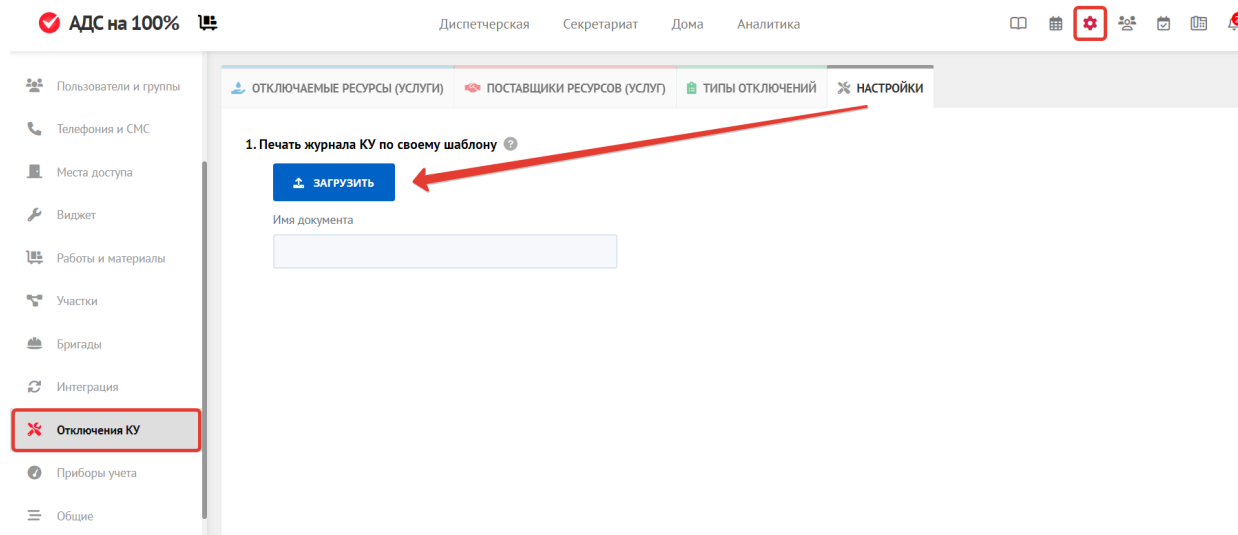 АДС на 100%
Диспетчерская Секретариат Дома Аналитика
2
Пользователи и группы
Телефония и СМС
Места доступа
Виджет
Работы и материалы
Участки
Бригады
Интеграция
Отключения КУ
Приборы учета
Общие
ОТКЛЮЧАЕМЫЕ РЕСУРСЫ (УСЛУГИ) ПОСТАВЩИКИ РЕСУРСОВ (УСЛУГ) ТИПЫ ОТКЛЮЧЕНИЙ НАСТРОЙКИ
1. Печать журнала КУ по своему шаблону ?
ЗАГРУЗИТЬ
Имя документа